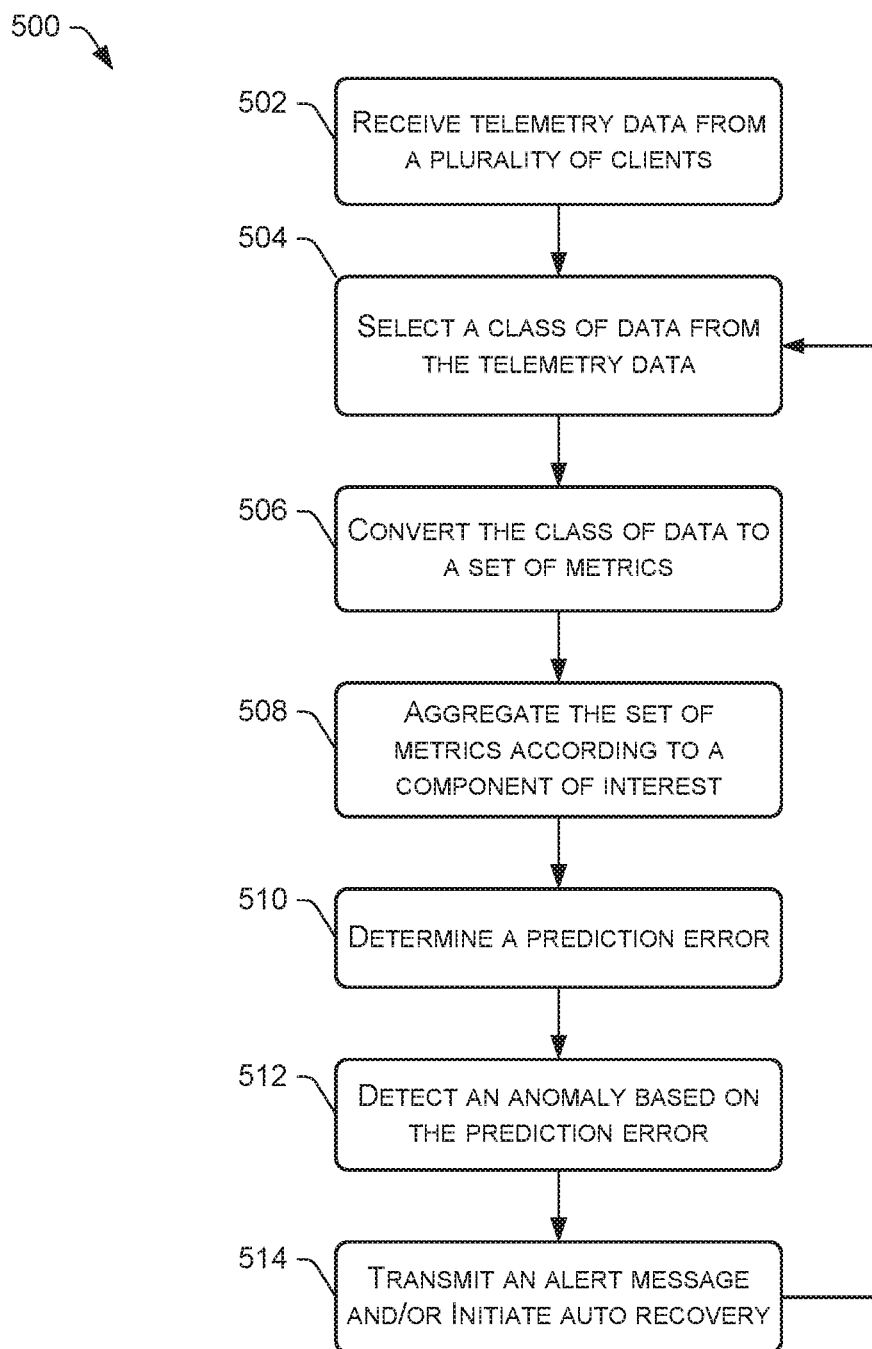 500
502
RECEIVE TELEMETRY DATA FROM
A PLURALITY OF CLIENTS
504
SELECT A CLASS OF DATA FROM
THE TELEMETRY DATA
506
CONVERT THE CLASS OF DATA TO
A SET OF METRICS
508
AGGREGATE THE SET OF
METRICS ACCORDING TO A
COMPONENT OF INTEREST
510
DETERMINE A PREDICTION ERROR
512
DETECT AN ANOMALY BASED ON
THE PREDICTION ERROR
514
TRANSMIT AN ALERT MESSAGE
AND/OR INITIATE AUTO RECOVERY